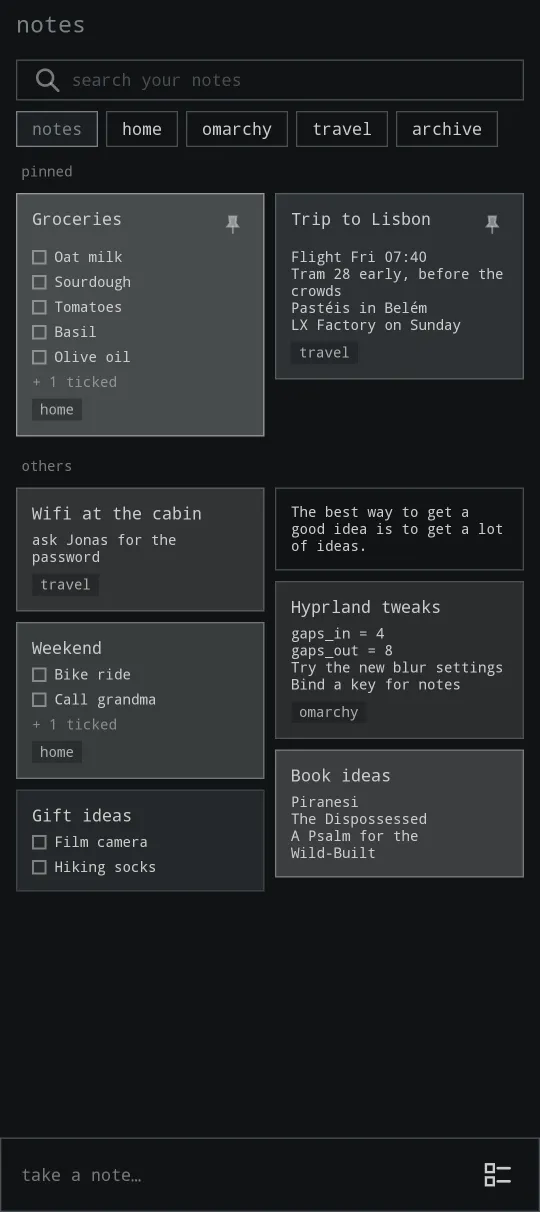 notes
search your notes
notes home omarchy travel archive
pinned
Groceries
Oat milk
Sourdough
Tomatoes
Basil
Olive oil
+ 1 ticked
home
Trip to Lisbon
Flight Fri 07:40
Tram 28 early, before the
crowds
Pastéis in Belém
LX Factory on Sunday
travel
others
Wifi at the cabin
ask Jonas for the
password
travel
Weekend
Bike ride
Call grandma
+ 1 ticked
home
Gift ideas
Film camera
Hiking socks
The best way to get a
good idea is to get a lot
of ideas.
Hyprland tweaks
gaps_in = 4
gaps_out = 8
Try the new blur settings
Bind a key for notes
omarchy
Book ideas
Piranesi
The Dispossessed
A Psalm for the
Wild-Built
take a note…